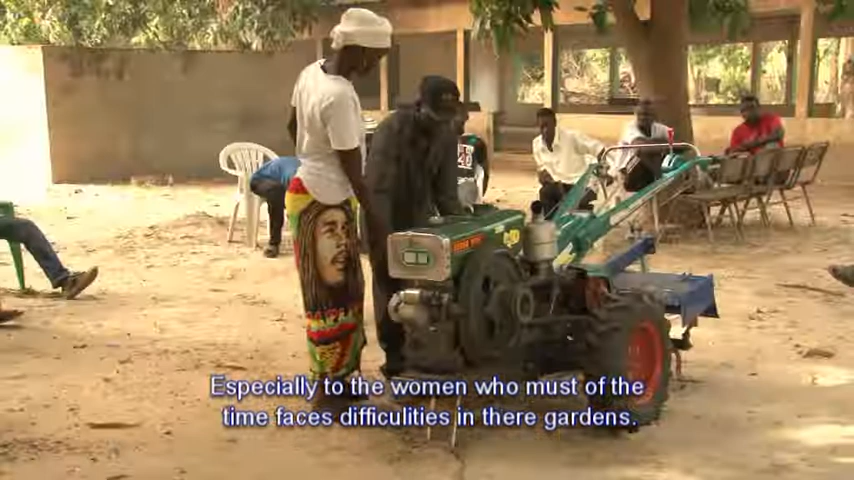 Especially to the women who must of the
time faces difficulities in there gardens.